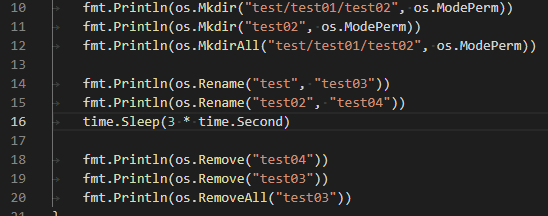 10 fmt.Println(os.Mkdir("test/test01/test02", os.ModePerm))
11 fmt.Println(os.Mkdir("test02", os.ModePerm))
12 fmt.Println(os.MkdirAll("test/test01/test02", os.ModePerm))
13
14 fmt.Println(os.Rename("test", "test03"))
15 fmt.Println(os.Rename("test02", "test04"))
16 time.Sleep(3 * time.Second)
17
18 fmt.Println(os.Remove("test04"))
19 fmt.Println(os.Remove("test03"))
20 fmt.Println(os.RemoveAll("test03"))
21 }